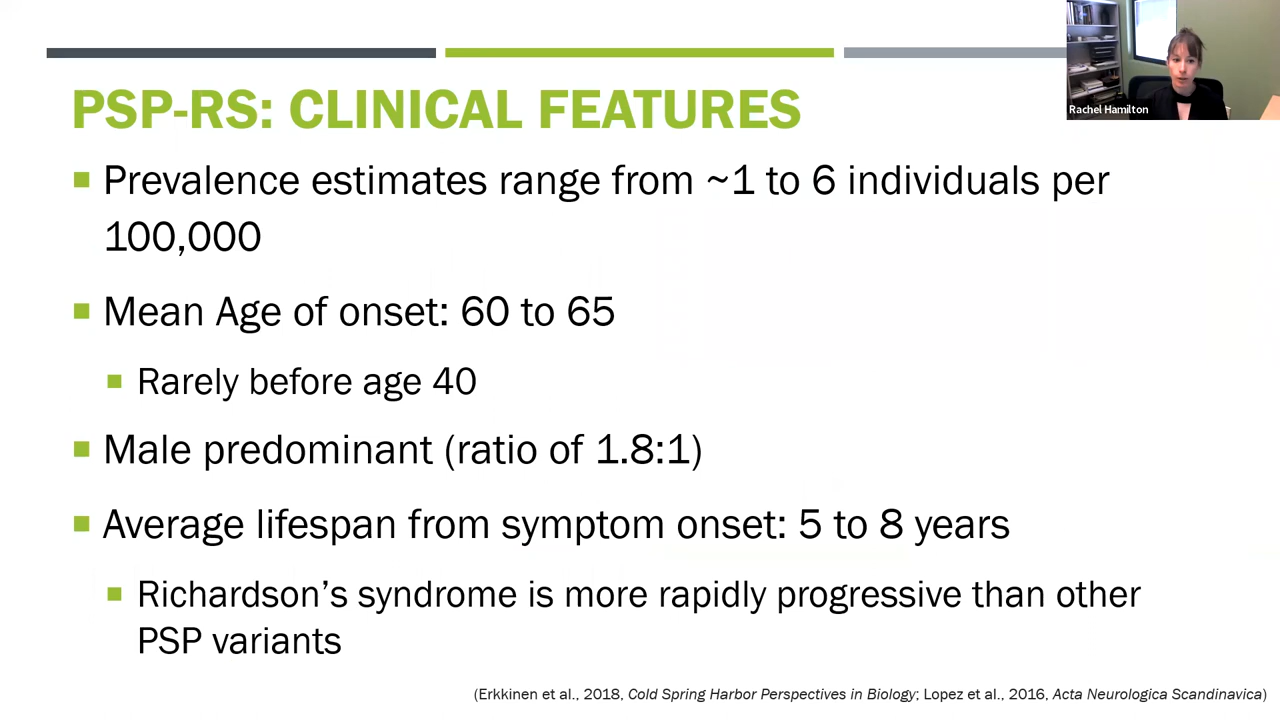 PSP-RS: CLINICAL FEATURES
Rachel Hamilton
▪ Prevalence estimates range from ~1 to 6 individuals per
100,000
▪ Mean Age of onset: 60 to 65
▪ Rarely before age 40
▪ Male predominant (ratio of 1.8:1)
▪ Average lifespan from symptom onset: 5 to 8 years
▪ Richardson’s syndrome is more rapidly progressive than other
PSP variants
(Erkkinen et al., 2018, Cold Spring Harbor Perspectives in Biology; Lopez et al., 2016, Acta Neurologica Scandinavica)